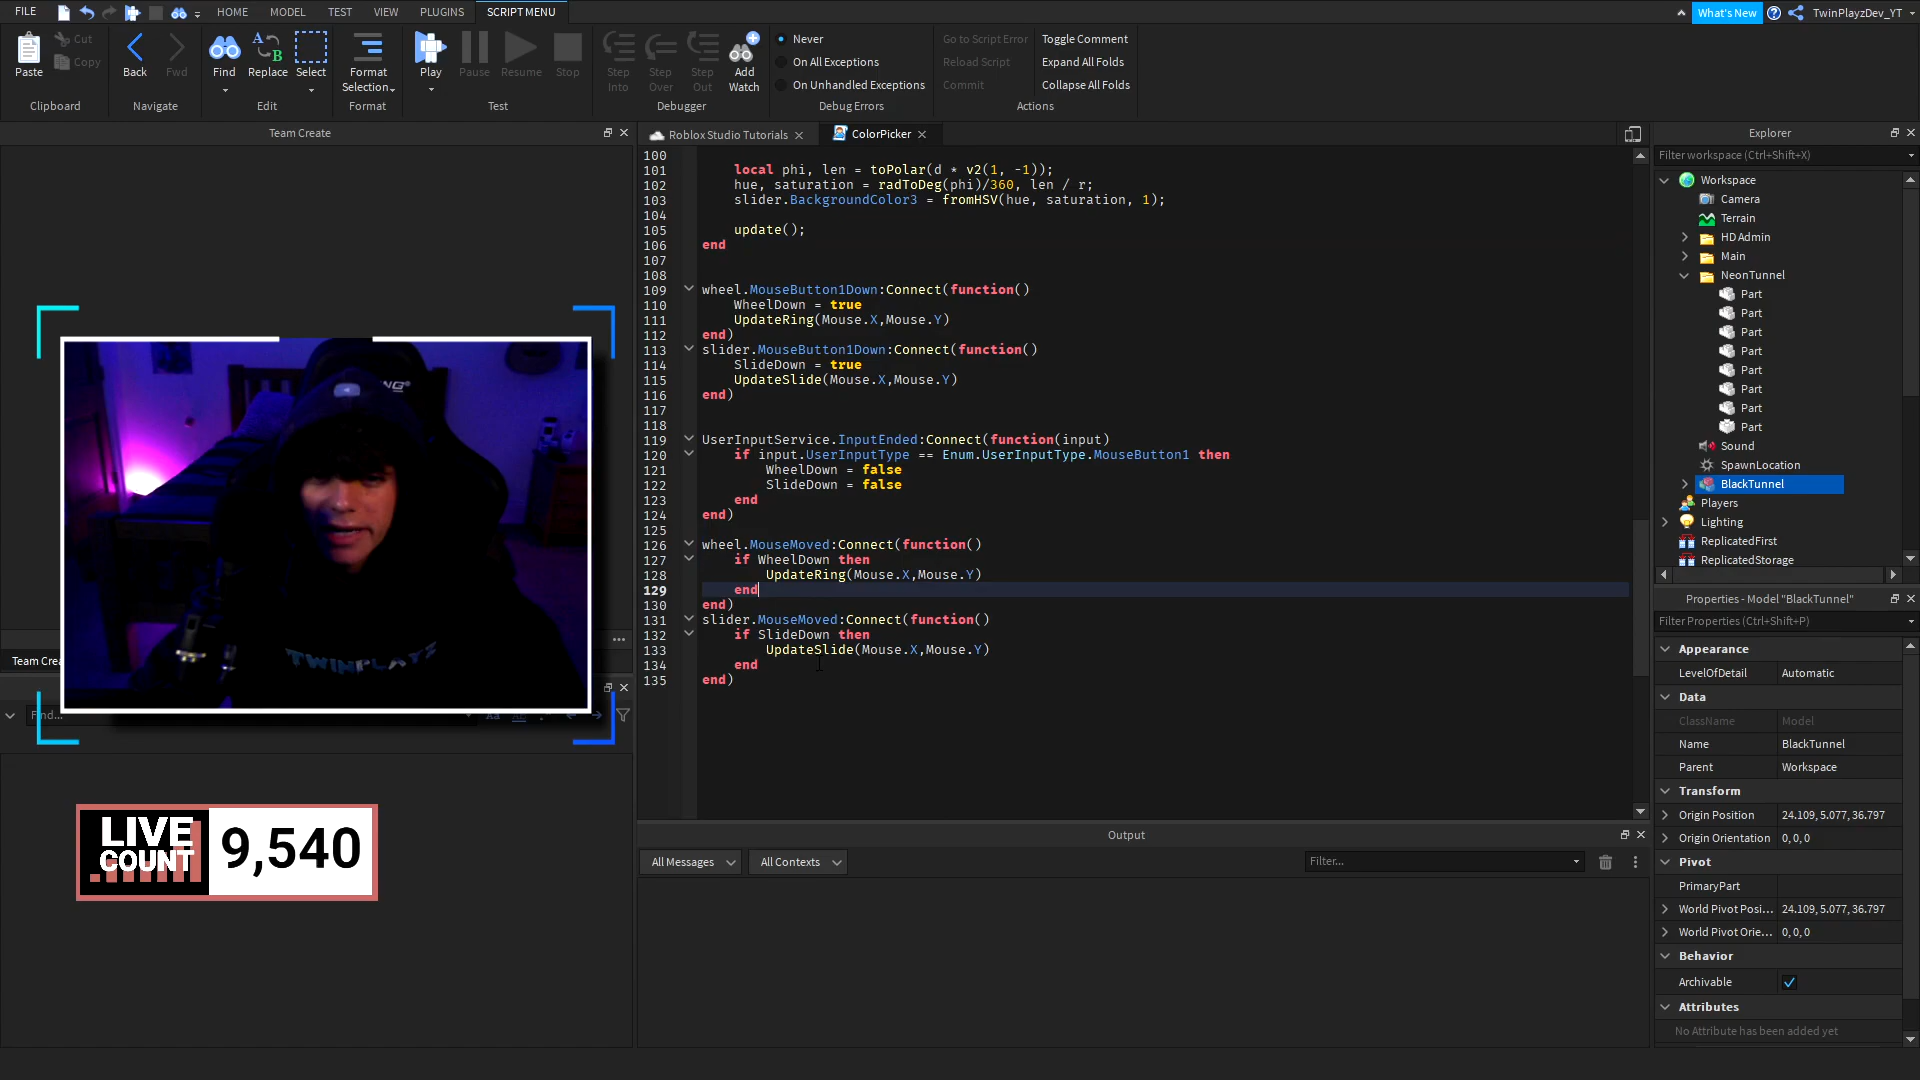 FILE
HOME
MODEL
TEST
VIEW
PLUGINS
SCRIPT MENU
What's New
TwinPlayzDev_YT
Paste
Cut
Copy
Clipboard
Back
Fwd
Navigate
Find
Replace
Select
Edit
Format
Selection
Format
Play
Pause
Resume
Stop
Test
Step
Into
Step
Over
Step
Out
Add
Watch
Debugger
Never
On All Exceptions
On Unhandled Exceptions
Debug Errors
Go to Script Error
Reload Script
Commit
Toggle Comment
Expand All Folds
Collapse All Folds
Actions
Team Create
Roblox Studio Tutorials
ColorPicker
100
101 local phi, len = toPolar(d * v2(1, -1));
102 hue, saturation = radToDeg(phi)/360, len / r;
103 slider.BackgroundColor3 = fromHSV(hue, saturation, 1);
104
105 update();
106 end
107
108
109 wheel.MouseButton1Down:Connect(function()
110 WheelDown = true
111 UpdateRing(Mouse.X,Mouse.Y)
112 end)
113 slider.MouseButton1Down:Connect(function()
114 SlideDown = true
115 UpdateSlide(Mouse.X,Mouse.Y)
116 end)
117
118
119 UserInputService.InputEnded:Connect(function(input)
120 if input.UserInputType == Enum.UserInputType.MouseButton1 then
121 WheelDown = false
122 SlideDown = false
123 end
124 end)
125
126 wheel.MouseMoved:Connect(function()
127 if WheelDown then
128 UpdateRing(Mouse.X,Mouse.Y)
129 end
130 end)
131 slider.MouseMoved:Connect(function()
132 if SlideDown then
133 UpdateSlide(Mouse.X,Mouse.Y)
134 end
135 end)
TWINPLAYZ
Team Crea
Find...
LIVE
COUNT
9,540
Output
All Messages
All Contexts
Filter...
Explorer
Filter workspace (Ctrl+Shift+X)
Workspace
Camera
Terrain
HD Admin
Main
NeonTunnel
Part
Part
Part
Part
Part
Part
Part
Part
Sound
SpawnLocation
BlackTunnel
Players
Lighting
ReplicatedFirst
ReplicatedStorage
Properties - Model "BlackTunnel"
Filter Properties (Ctrl+Shift+P)
Appearance
LevelOfDetail Automatic
Data
ClassName Model
Name BlackTunnel
Parent Workspace
Transform
Origin Position 24.109, 5.077, 36.797
Origin Orientation 0, 0, 0
Pivot
PrimaryPart
World Pivot Posi... 24.109, 5.077, 36.797
World Pivot Orie... 0, 0, 0
Behavior
Archivable
Attributes
No Attribute has been added yet